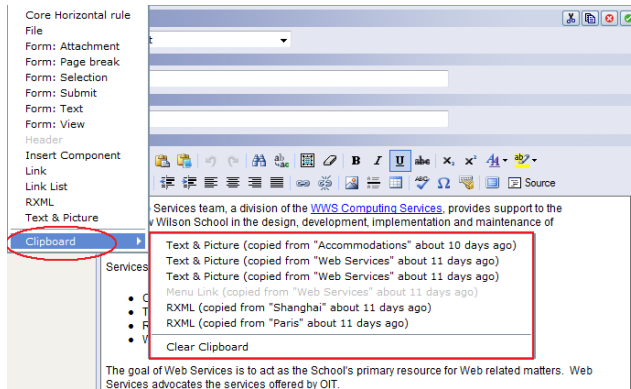 Core Horizontal rule
File
Form: Attachment
Form: Page break
Form: Selection
Form: Submit
Form: Text
Form: View
Header
Insert Component
Link
Link List
RXML
Text & Picture
Clipboard
Text & Picture (copied from "Accommodations" about 10 days ago)
Text & Picture (copied from "Web Services" about 11 days ago)
Text & Picture (copied from "Web Services" about 11 days ago)
Menu Link (copied from "Web Services" about 11 days ago)
RXML (copied from "Shanghai" about 11 days ago)
RXML (copied from "Paris" about 11 days ago)
Clear Clipboard
t
B I U abc x₂ x² A ab
Ω Source
Services team, a division of the WWS Computing Services, provides support to the
w Wilson School in the design, development, implementation and maintenance of
Services
C
T
R
W
The goal of Web Services is to act as the School's primary resource for Web related matters. Web
Services advocates the services offered by OIT.